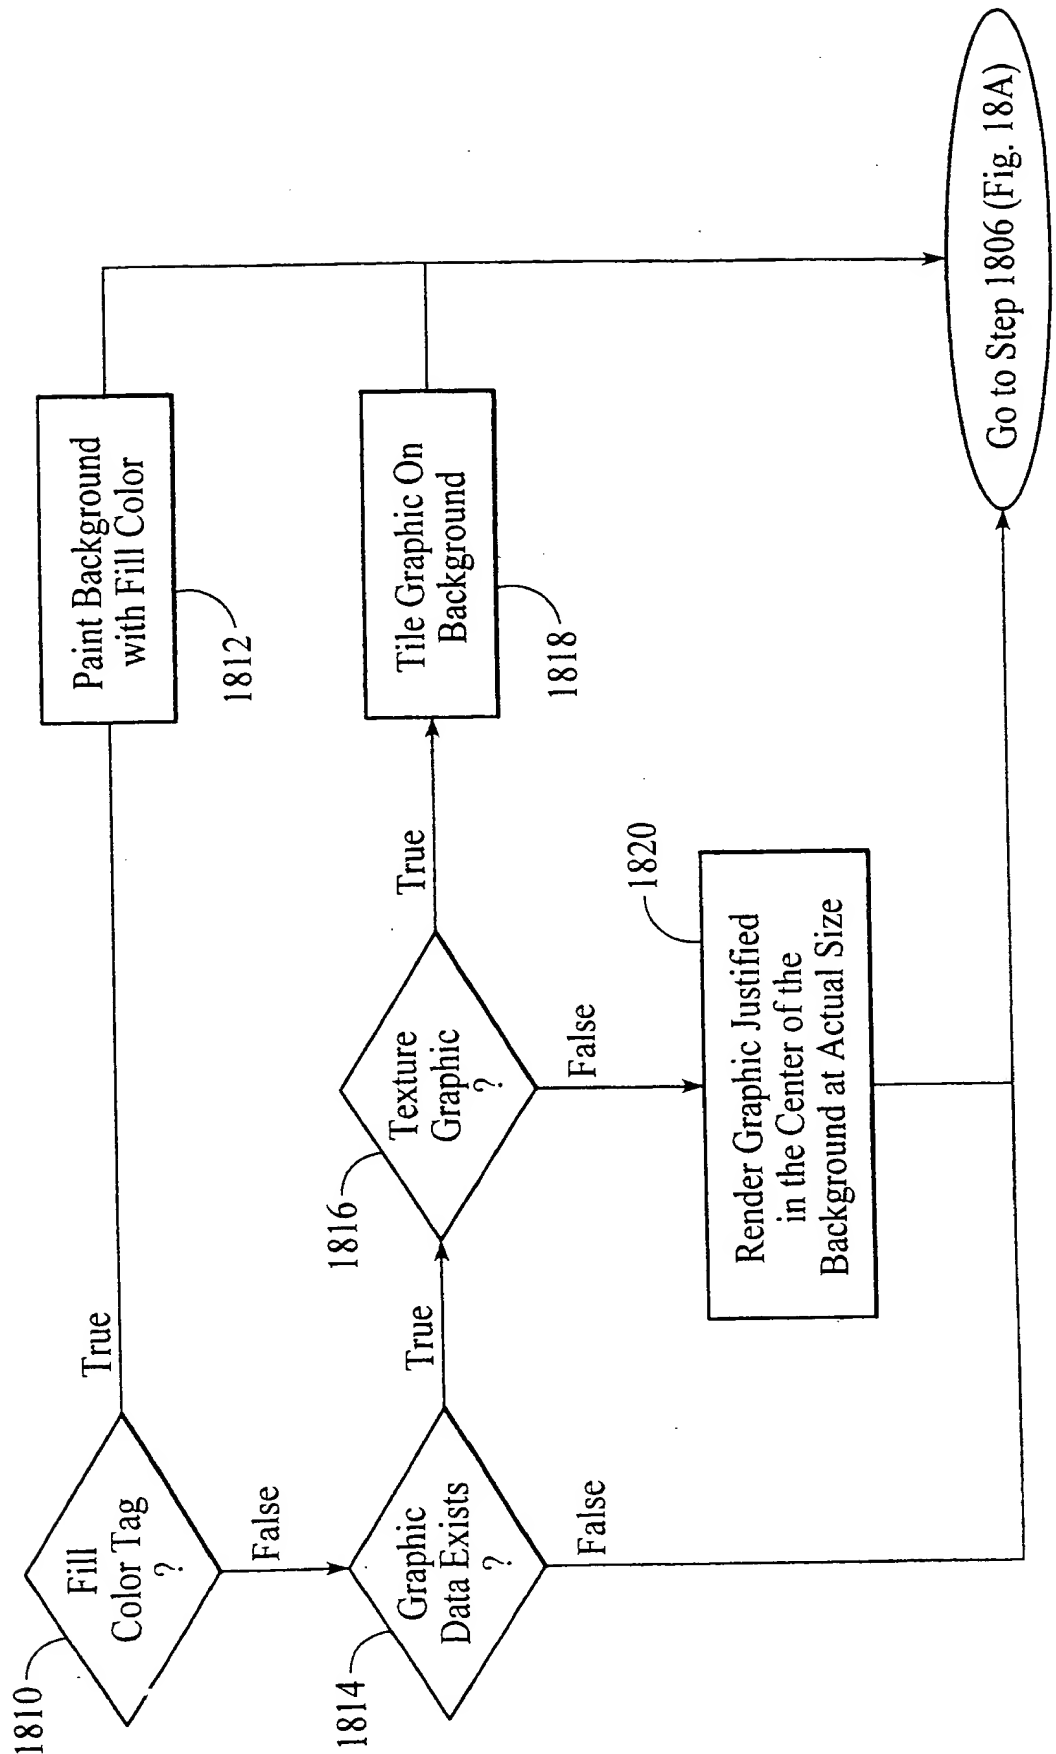 1810
Fill
Color Tag
?
True
Paint Background
with Fill Color
1812
False
1814
Graphic
Data Exists
?
True
1816
Texture
Graphic
?
True
Tile Graphic On
Background
1818
False
False
1820
Render Graphic Justified
in the Center of the
Background at Actual Size
Go to Step 1806 (Fig. 18A)